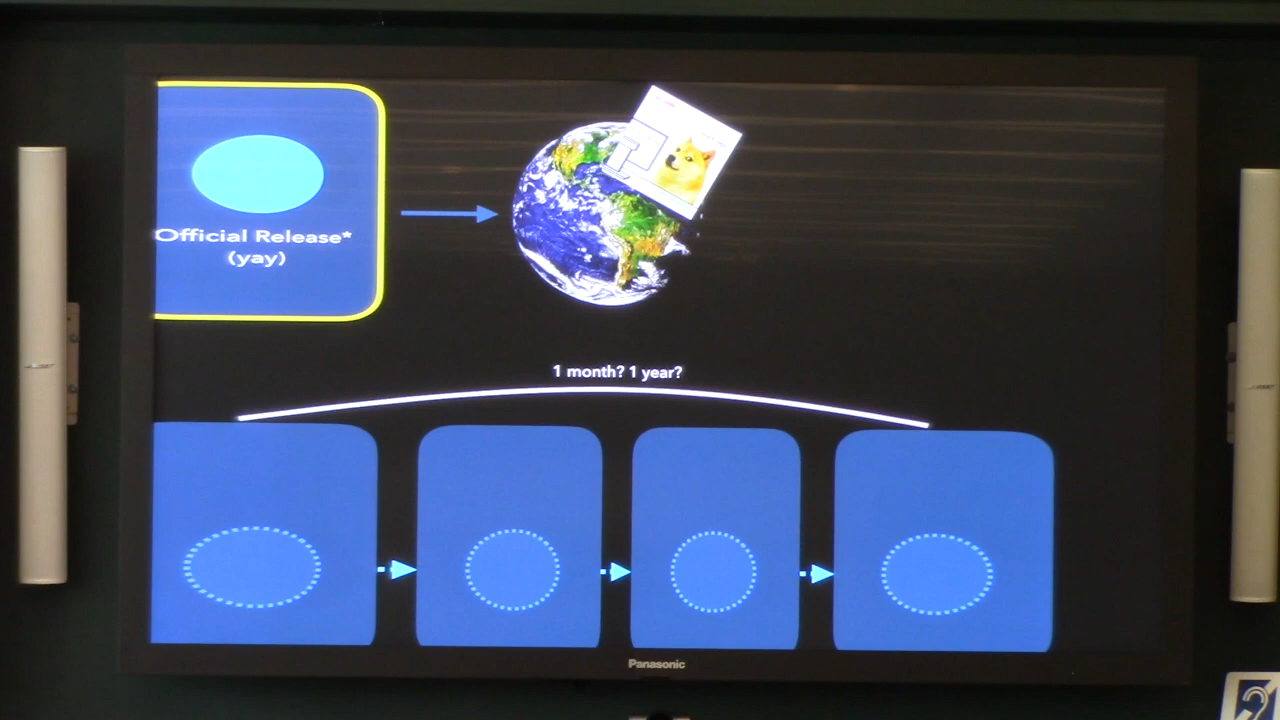 Official Release*
(yay)
1 month? 1 year?
Panasonic